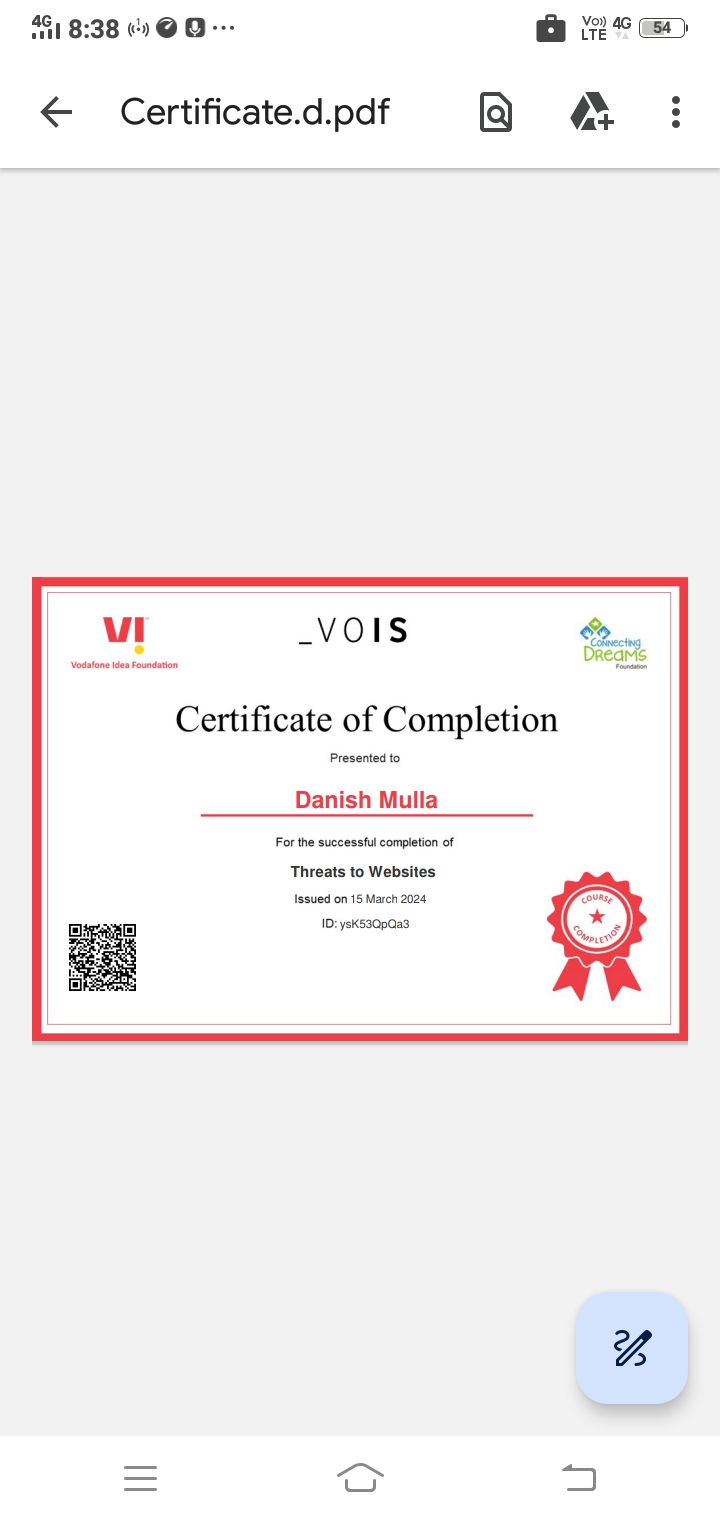 4G 8:38 Vo)) LTE 4G 54
Certificate.d.pdf
VI
Vodafone Idea Foundation
_VOIS
Connecting
Dreams
Foundation
Certificate of Completion
Presented to
Danish Mulla
For the successful completion of
Threats to Websites
Issued on 15 March 2024
ID: ysK53QpQa3
COURSE
COMPLETION